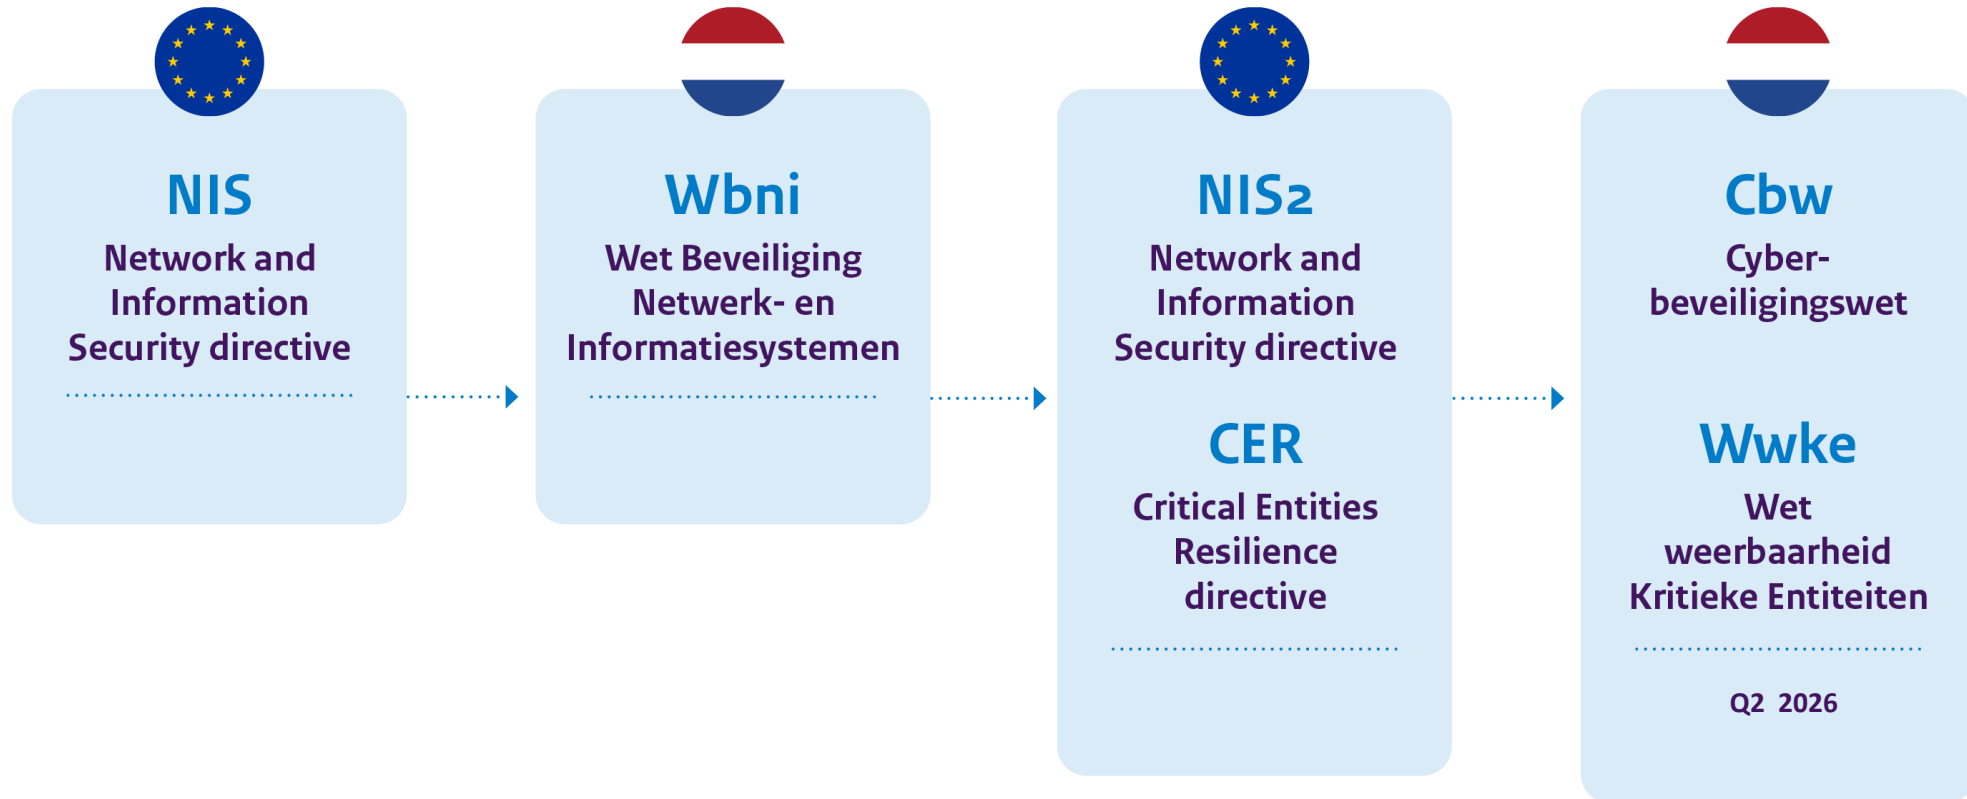 NIS
Network and
Information
Security directive
Wbni
Wet Beveiliging
Netwerk- en
Informatiesystemen
NIS2
Network and
Information
Security directive
CER
Critical Entities
Resilience
directive
Cbw
Cyber-
beveiligingswet
Wwke
Wet
weerbaarheid
Kritieke Entiteiten
Q2 2026